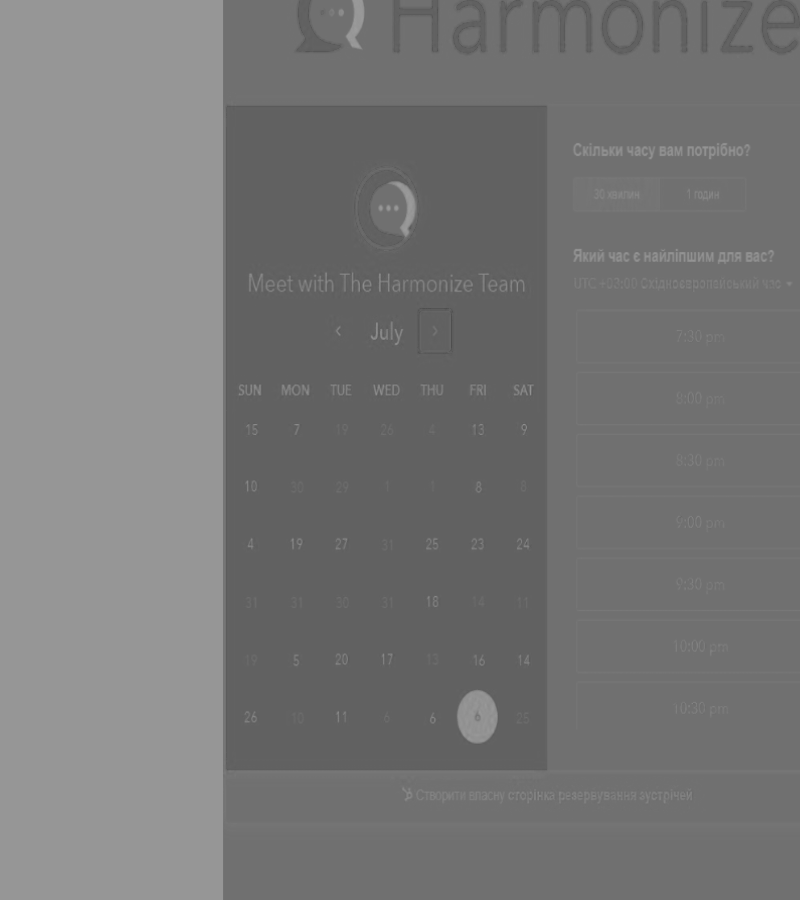 Harmonize
Скільки часу вам потрібно?
30 хвилин 1 годин
Який час є найліпшим для вас?
UTC +02:00 Східноєвропейський час
Meet with The Harmonize Team
July
SUN MON TUE WED THU FRI SAT
15 7 19 26 4 13 9
10 30 29 1 1 8 8
4 19 27 31 25 23 24
31 31 30 31 18 14 11
19 5 20 17 13 16 14
26 10 11 6 6 6 25
7:30 pm
8:00 pm
8:30 pm
9:00 pm
9:30 pm
10:00 pm
10:30 pm
Створити власну сторінка резервування зустрічей